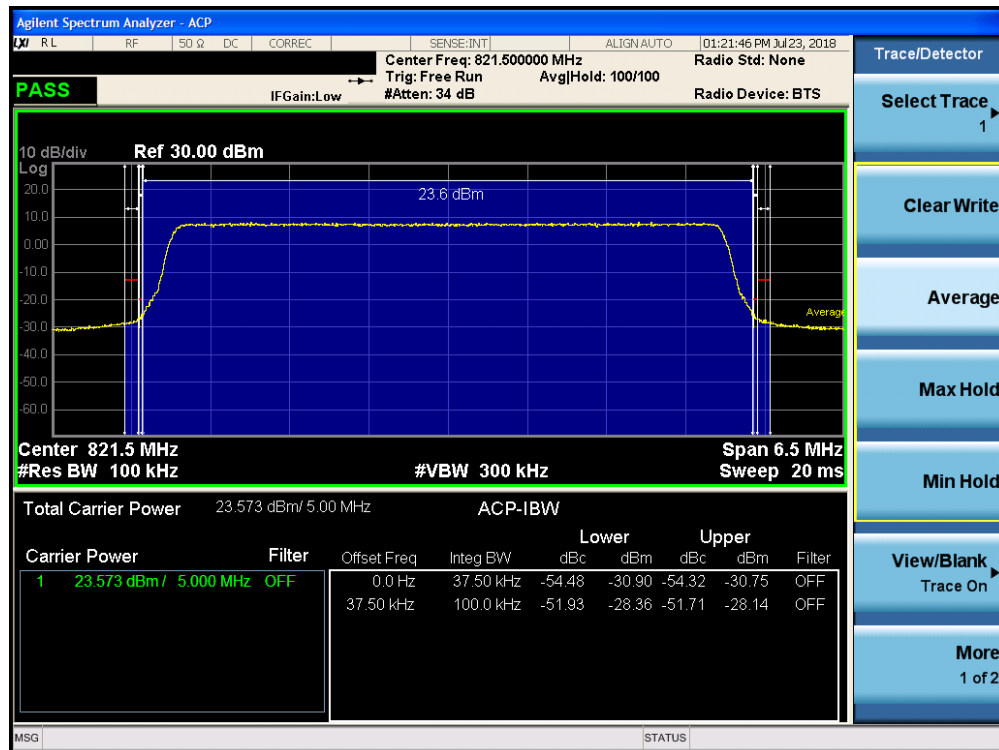 Agilent Spectrum Analyzer - ACP
LXI RL RF 50 Ω DC CORREC SENSE:INT ALIGN AUTO 01:21:46 PM Jul 23, 2018
Center Freq: 821.500000 MHz Radio Std: None
Trig: Free Run Avg|Hold: 100/100
PASS IFGain:Low #Atten: 34 dB Radio Device: BTS
10 dB/div Ref 30.00 dBm
Log
20.0
23.6 dBm
10.0
0.00
-10.0
-20.0
Average
-30.0
-40.0
-50.0
-60.0
Center 821.5 MHz Span 6.5 MHz
#Res BW 100 kHz #VBW 300 kHz Sweep 20 ms
Total Carrier Power 23.573 dBm/ 5.00 MHz ACP-IBW
Lower Upper
Carrier Power Filter Offset Freq Integ BW dBc dBm dBc dBm Filter
1 23.573 dBm / 5.000 MHz OFF 0.0 Hz 37.50 kHz -54.48 -30.90 -54.32 -30.75 OFF
37.50 kHz 100.0 kHz -51.93 -28.36 -51.71 -28.14 OFF
MSG STATUS
Trace/Detector
Select Trace
1
Clear Write
Average
Max Hold
Min Hold
View/Blank
Trace On
More
1 of 2